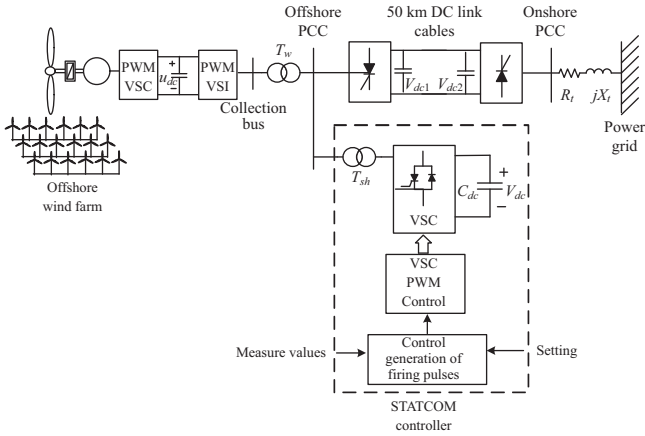 Offshore
PCC
50 km DC link
cables
Onshore
PCC
T_w
PWM
VSC
+
u_dc
−
PWM
VSI
Collection
bus
V_dc1
V_dc2
R_t
jX_t
Power
grid
Offshore
wind farm
T_sh
VSC
C_dc
+
V_dc
−
VSC
PWM
Control
Measure values
Control
generation of
firing pulses
Setting
STATCOM
controller